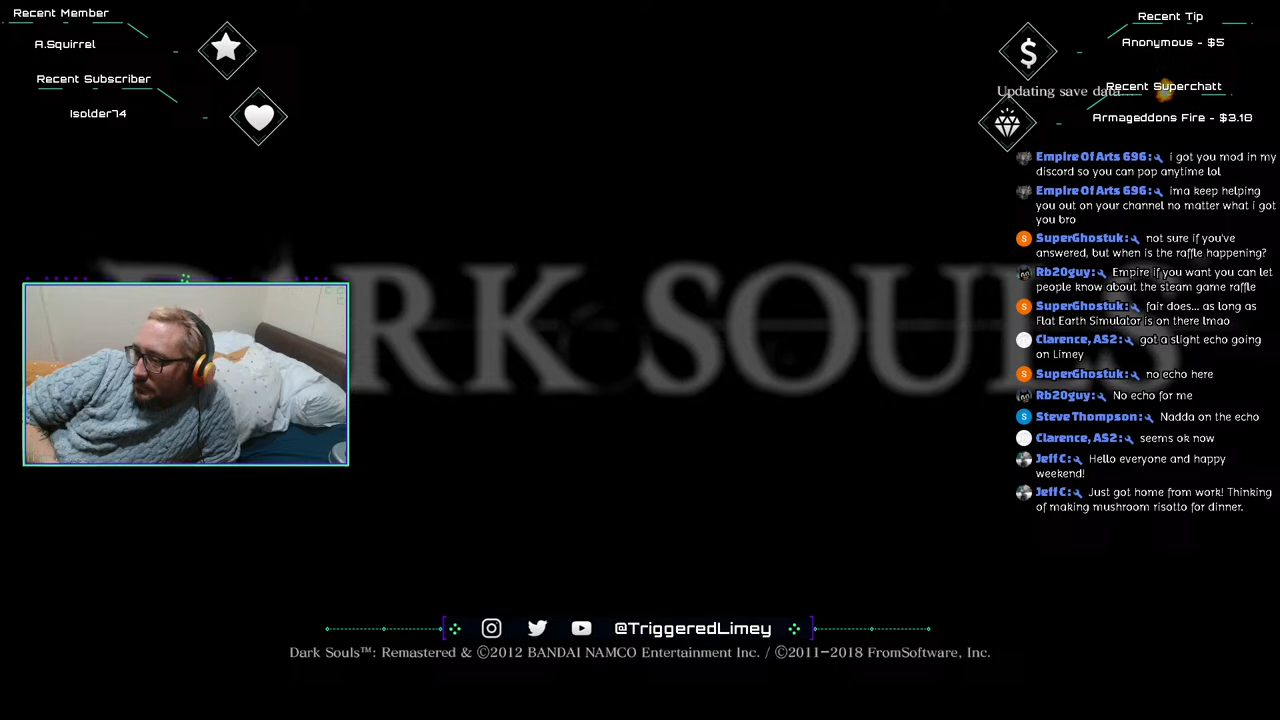 Recent Member
A.Squirrel
Recent Subscriber
Isolder74
Recent Tip
Anonymous - $5
Updating save data...
Recent Superchatt
Armageddons Fire - $3.18
Empire Of Arts 696: i got you mod in my
discord so you can pop anytime lol
Empire Of Arts 696: ima keep helping
you out on your channel no matter what i got
you bro
SuperGhostuk: not sure if you've
answered, but when is the raffle happening?
Rb20guy: Empire if you want you can let
people know about the steam game raffle
SuperGhostuk: fair does... as long as
Flat Earth Simulator is on there lmao
Clarence, AS2: got a slight echo going
on Limey
SuperGhostuk: no echo here
Rb20guy: No echo for me
Steve Thompson: Nadda on the echo
Clarence, AS2: seems ok now
Jeff C: Hello everyone and happy
weekend!
Jeff C: Just got home from work! Thinking
of making mushroom risotto for dinner.
DARK SOULS
@TriggeredLimey
Dark Souls™: Remastered & ©2012 BANDAI NAMCO Entertainment Inc. / ©2011-2018 FromSoftware, Inc.